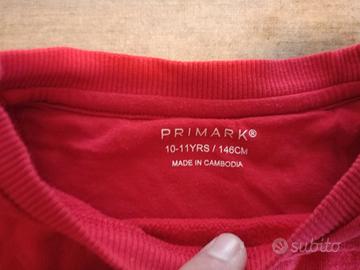 PRIMARK®
10-11YRS / 146CM
MADE IN CAMBODIA
subito